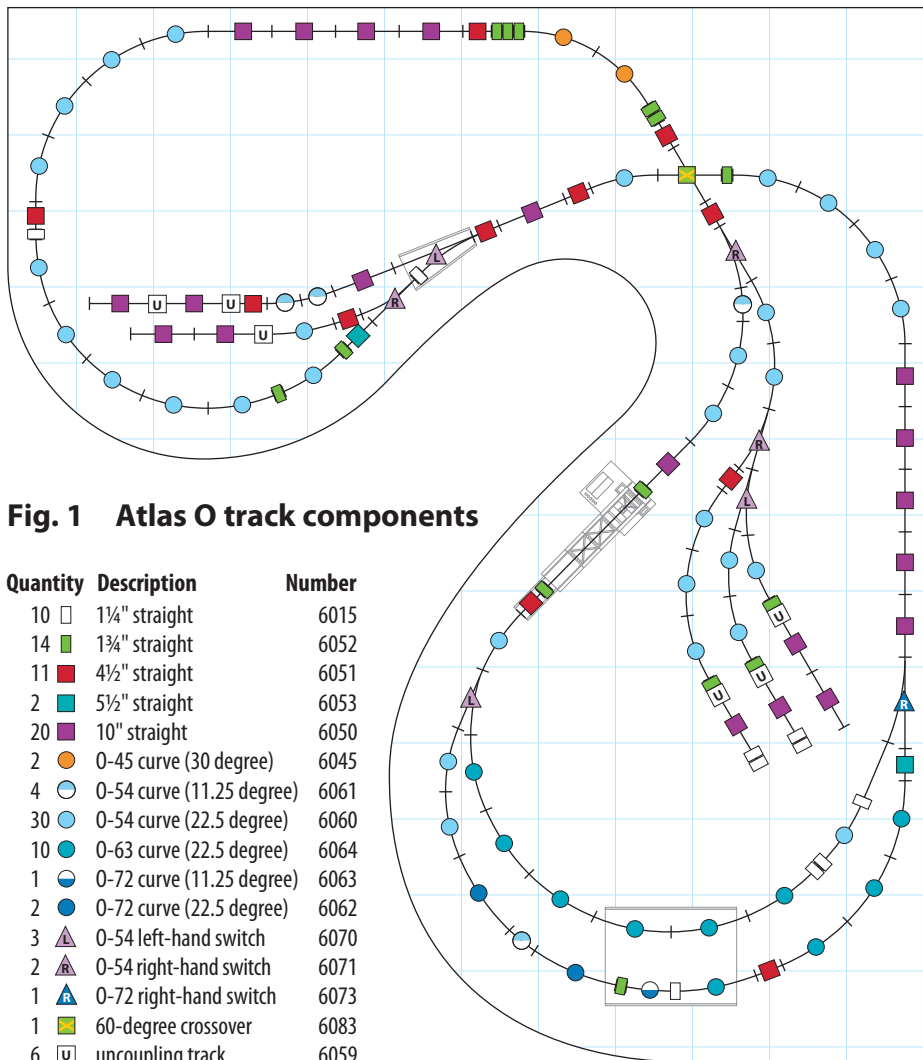 Fig. 1 Atlas O track components
Quantity Description Number
10 1¼" straight 6015
14 1¾" straight 6052
11 4½" straight 6051
2 5½" straight 6053
20 10" straight 6050
2 0-45 curve (30 degree) 6045
4 0-54 curve (11.25 degree) 6061
30 0-54 curve (22.5 degree) 6060
10 0-63 curve (22.5 degree) 6064
1 0-72 curve (11.25 degree) 6063
2 0-72 curve (22.5 degree) 6062
3 L 0-54 left-hand switch 6070
2 R 0-54 right-hand switch 6071
1 R 0-72 right-hand switch 6073
1 60-degree crossover 6083
6 U uncoupling track 6059
L
R
U
U
U
R
R
L
U
U
U
L
R